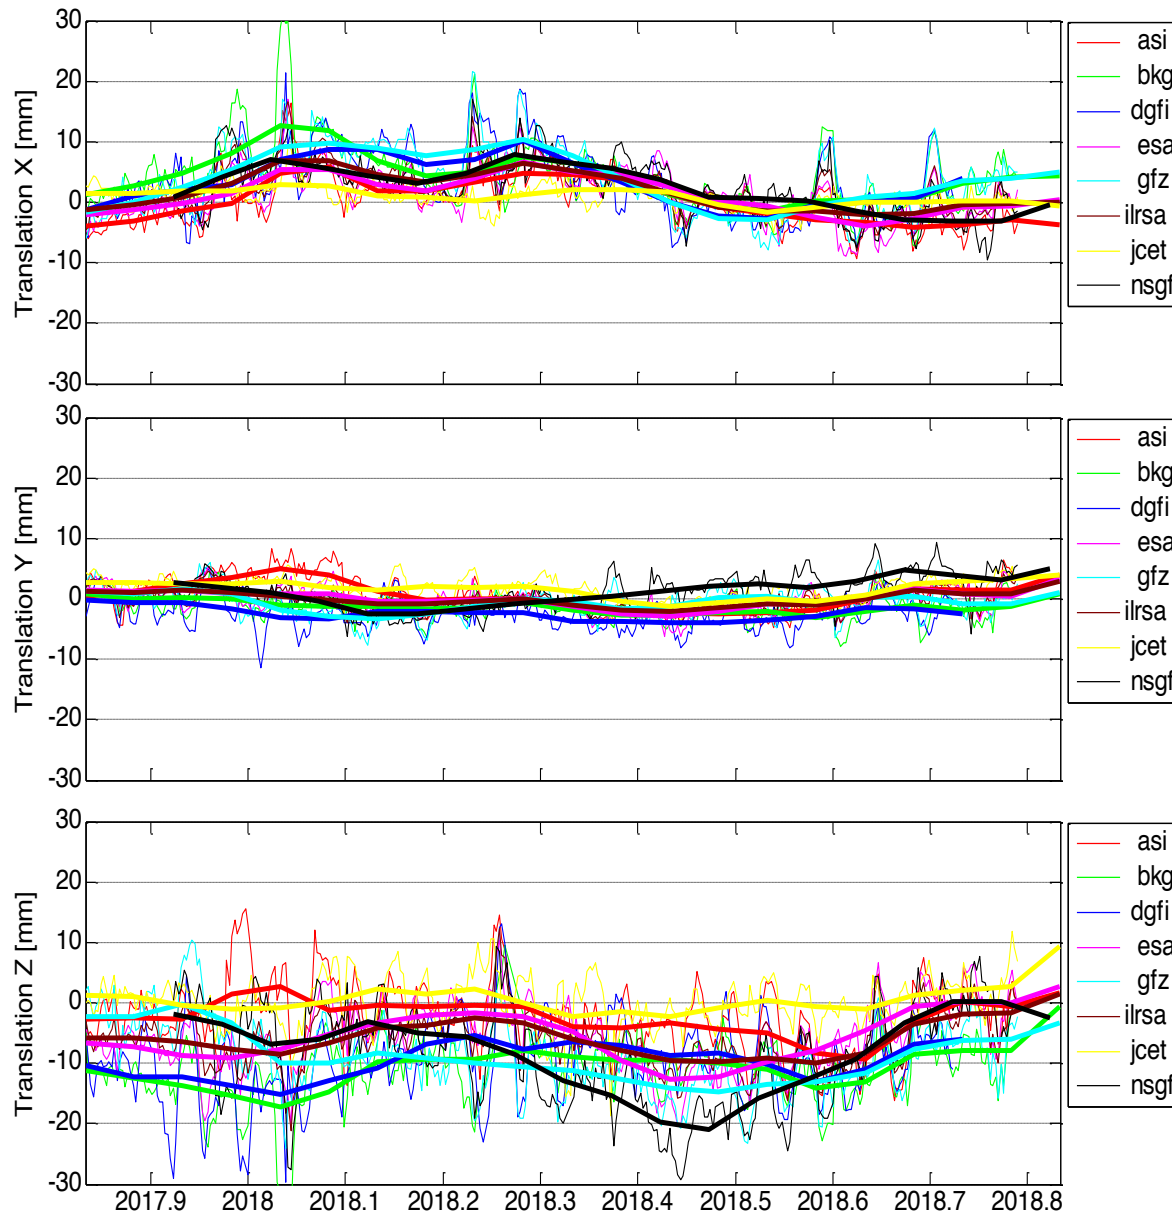 30
20
10
0
-10
-20
-30
Translation X [mm]
asi
bkg
dgfi
esa
gfz
ilrsa
jcet
nsgf
30
20
10
0
-10
-20
-30
Translation Y [mm]
asi
bkg
dgfi
esa
gfz
ilrsa
jcet
nsgf
30
20
10
0
-10
-20
-30
Translation Z [mm]
asi
bkg
dgfi
esa
gfz
ilrsa
jcet
nsgf
2017.9 2018 2018.1 2018.2 2018.3 2018.4 2018.5 2018.6 2018.7 2018.8